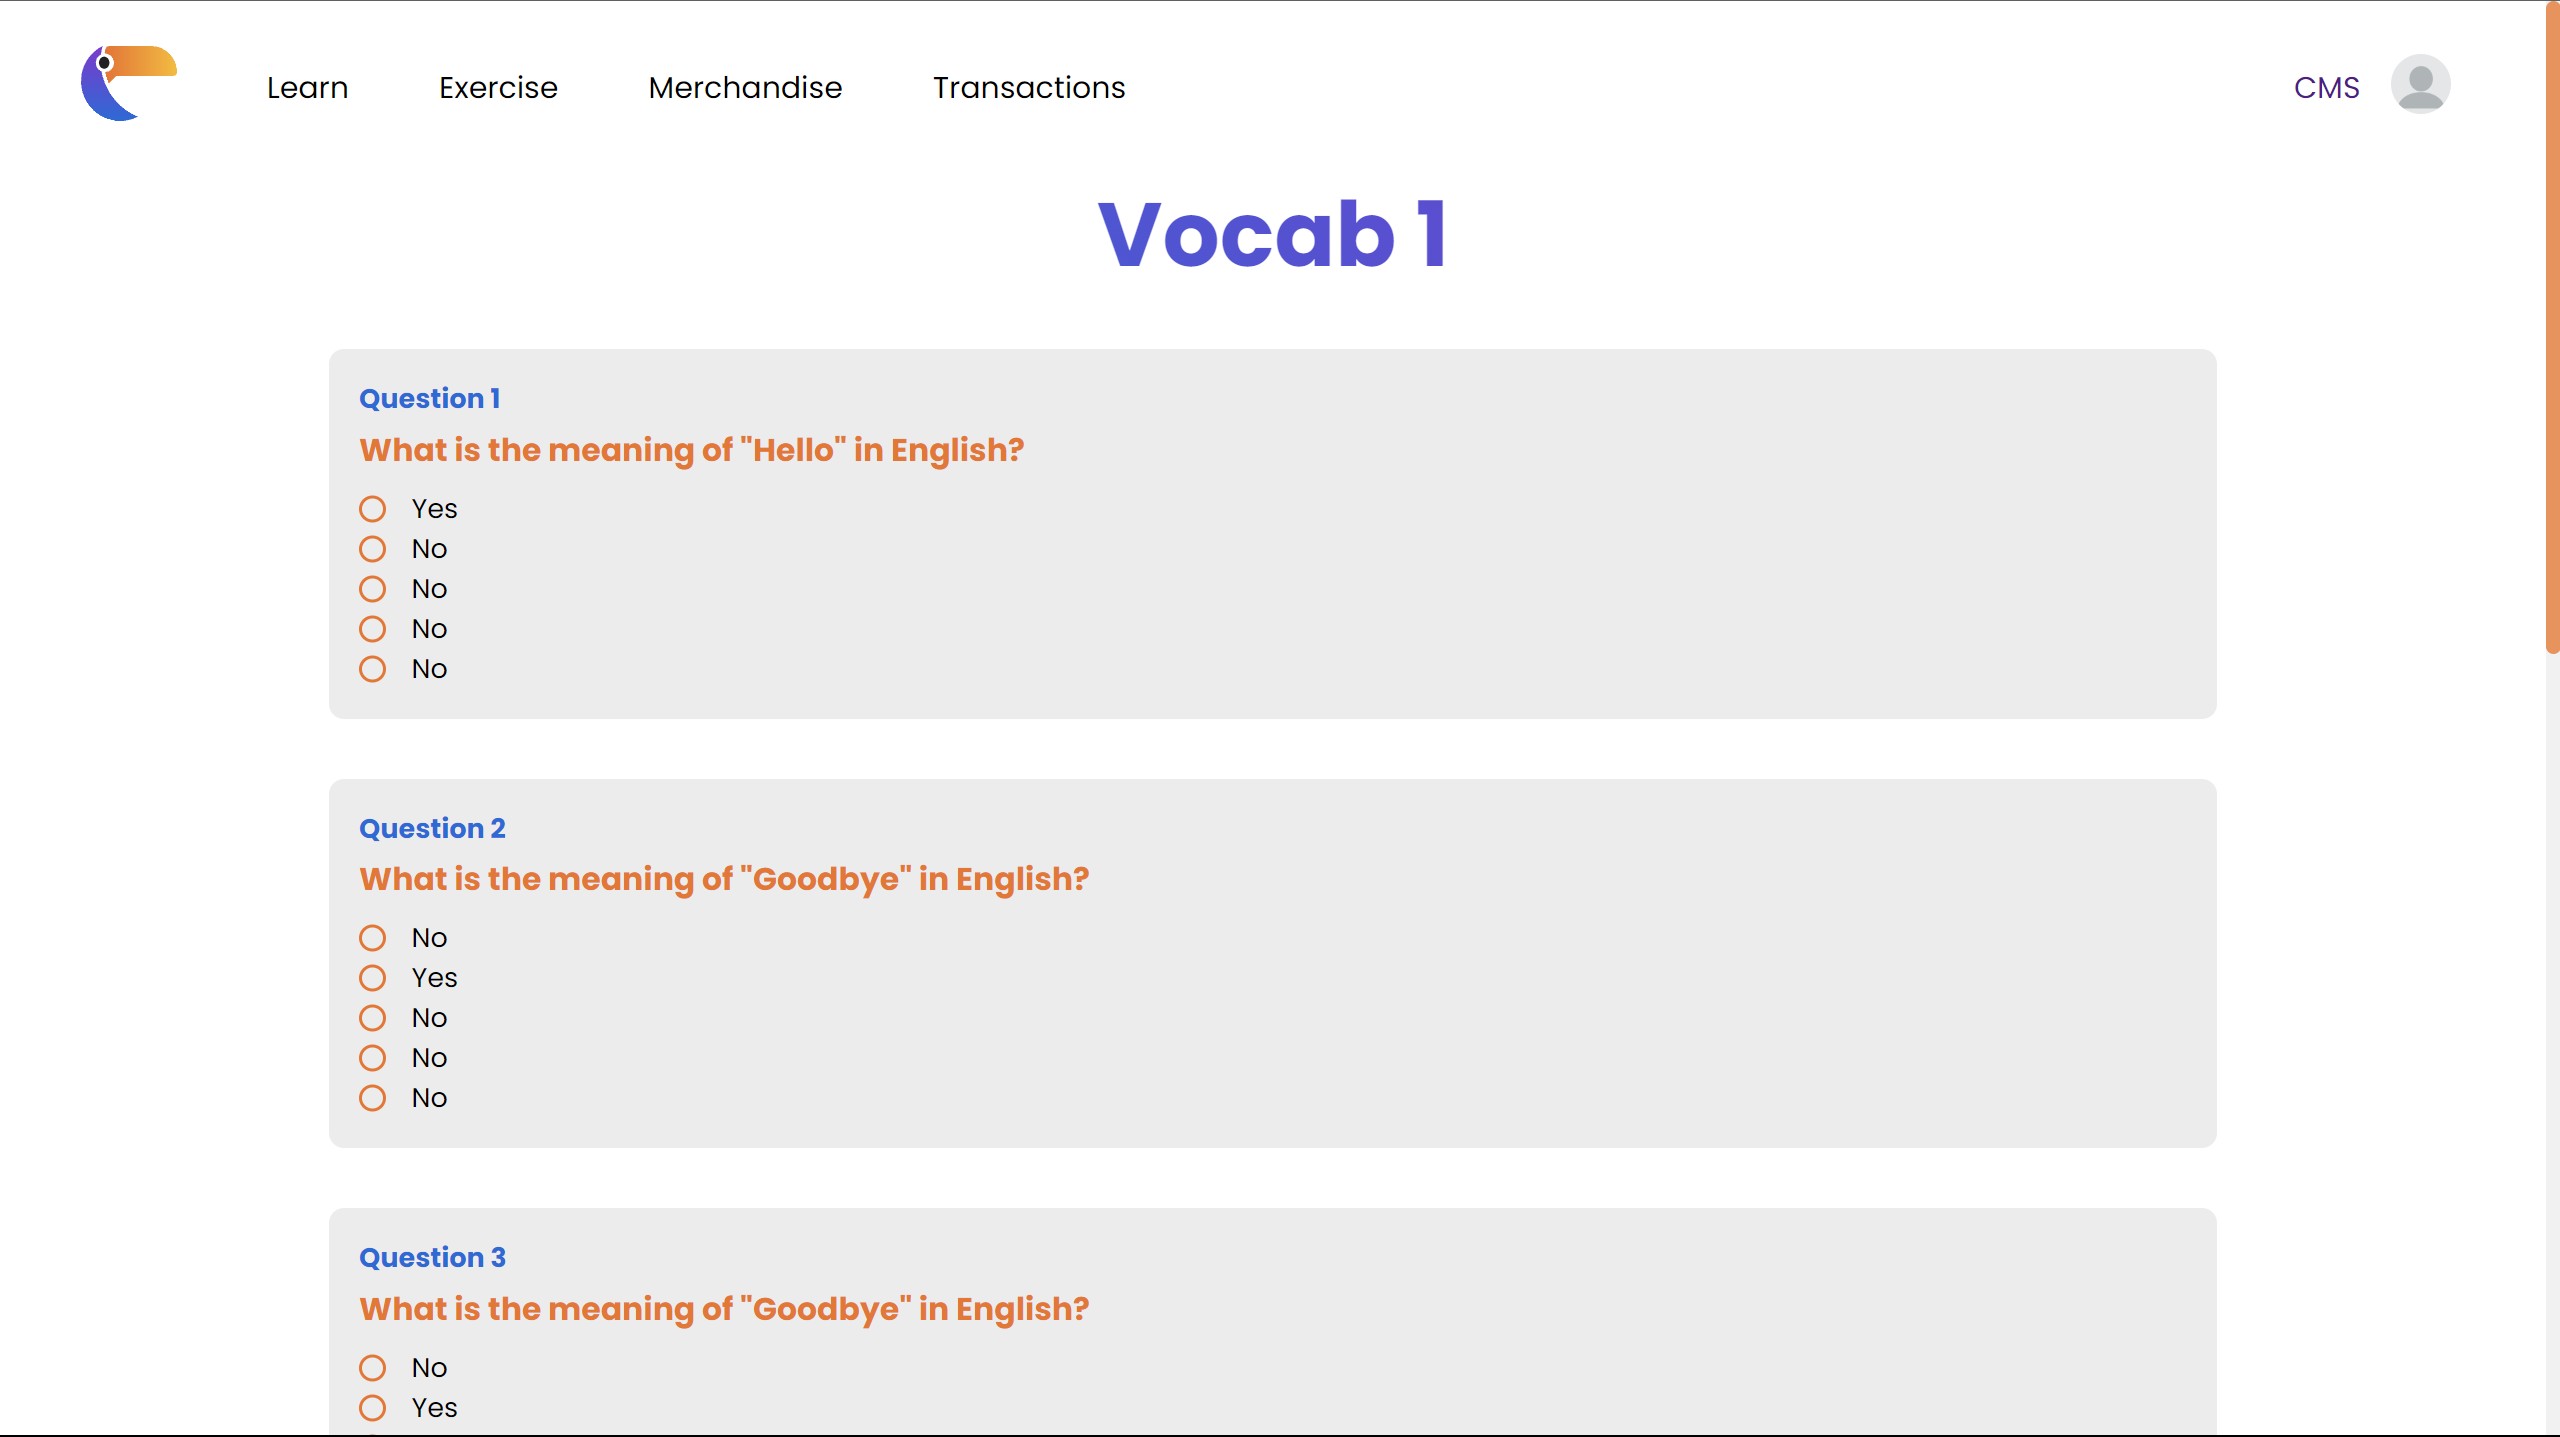 Learn Exercise Merchandise Transactions CMS
Vocab 1
Question 1
What is the meaning of "Hello" in English?
Yes
No
No
No
No
Question 2
What is the meaning of "Goodbye" in English?
No
Yes
No
No
No
Question 3
What is the meaning of "Goodbye" in English?
No
Yes